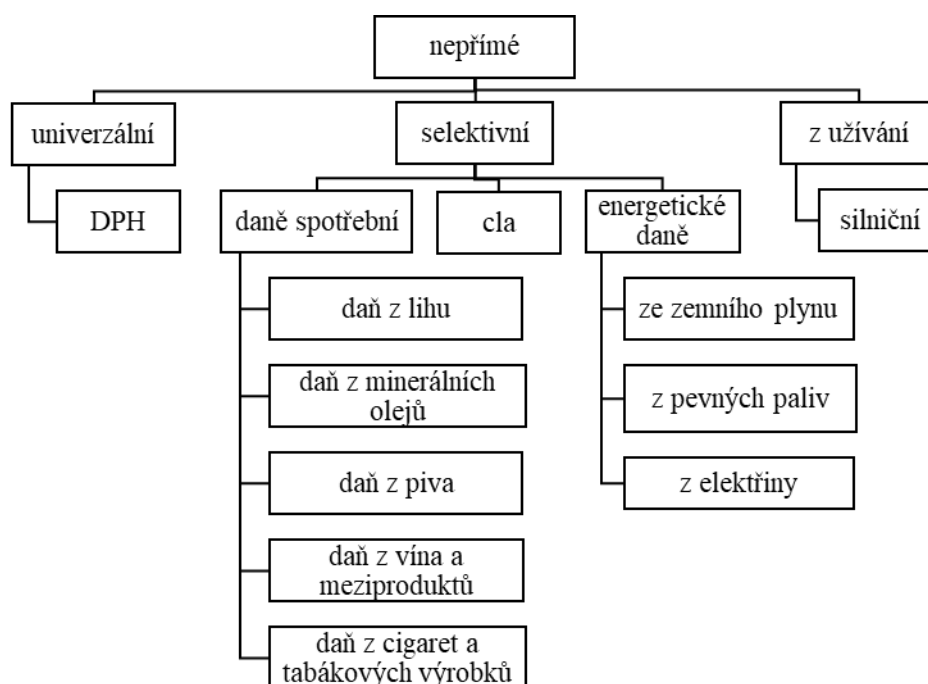 nepřímé
univerzální
selektivní
z užívání
DPH
daně spotřební
cla
energetické
daně
silniční
daň z lihu
daň z minerálních
olejů
daň z piva
daň z vína a
meziproduktů
daň z cigaret a
tabákových výrobků
ze zemního plynu
z pevných paliv
z elektřiny